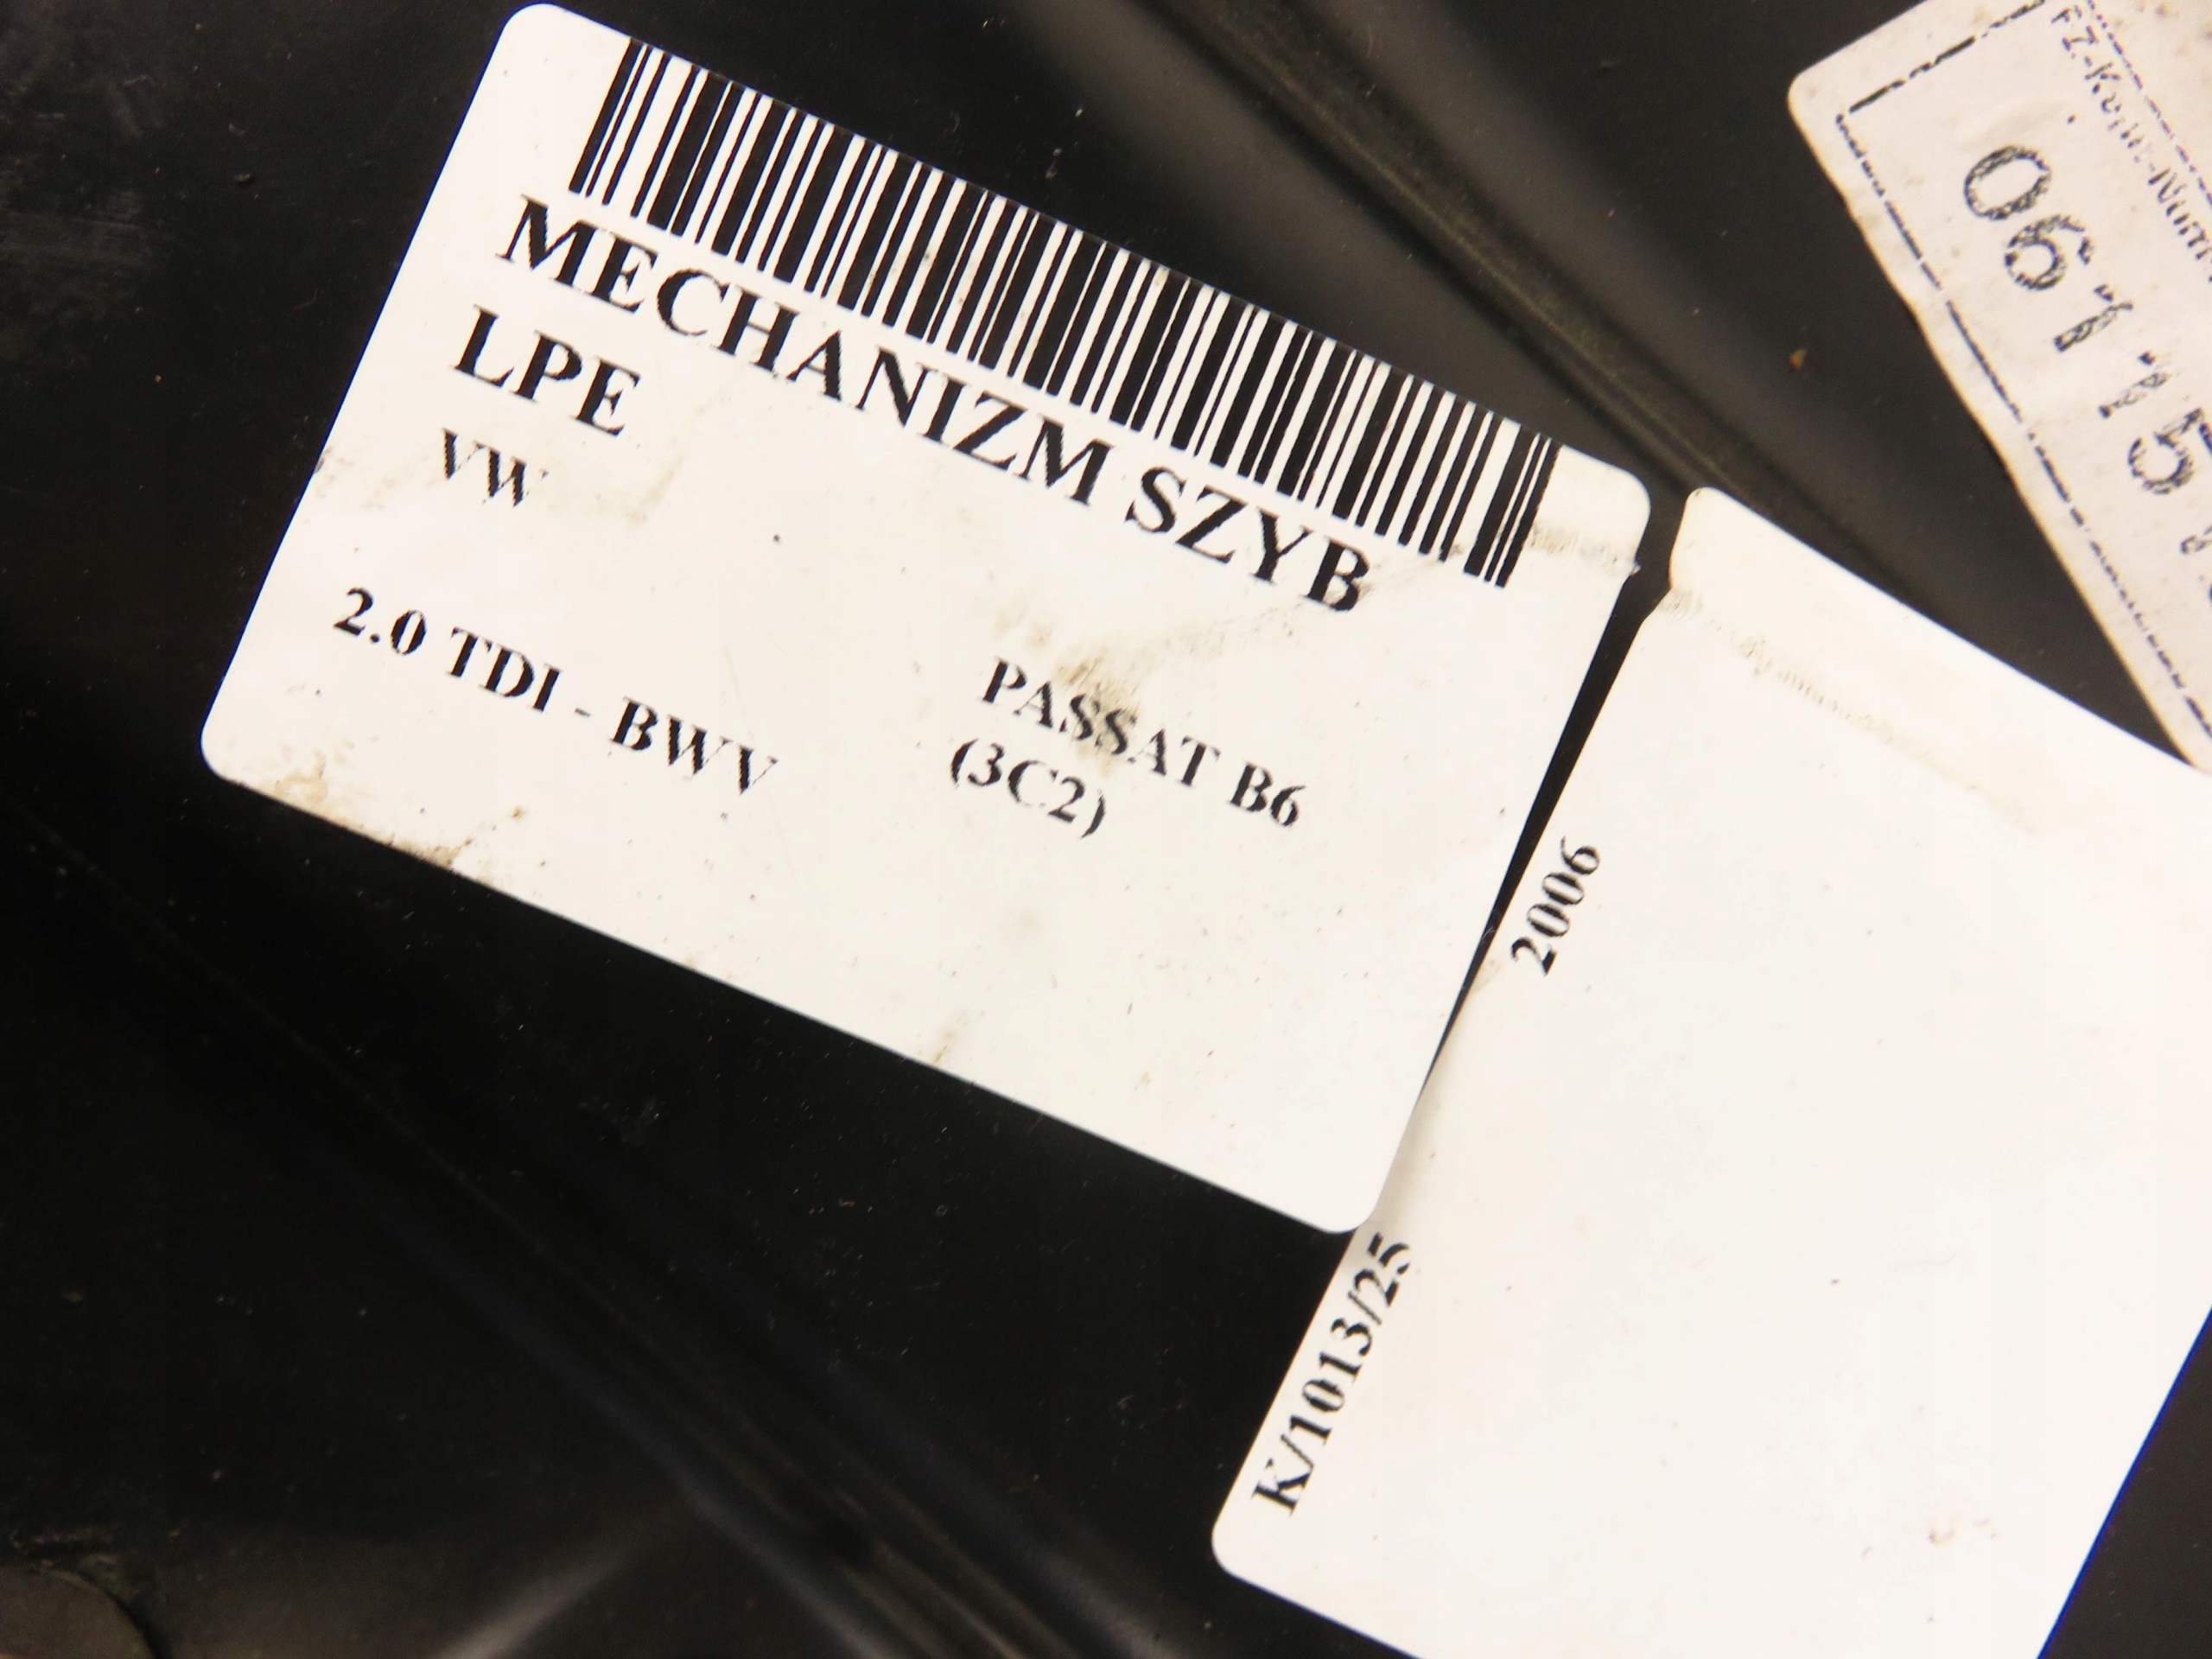 MECHANIZM SZYB
LPE
VW
PASSAT B6
(3C2)
2.0 TDI - BWV
2006
K/1013/25